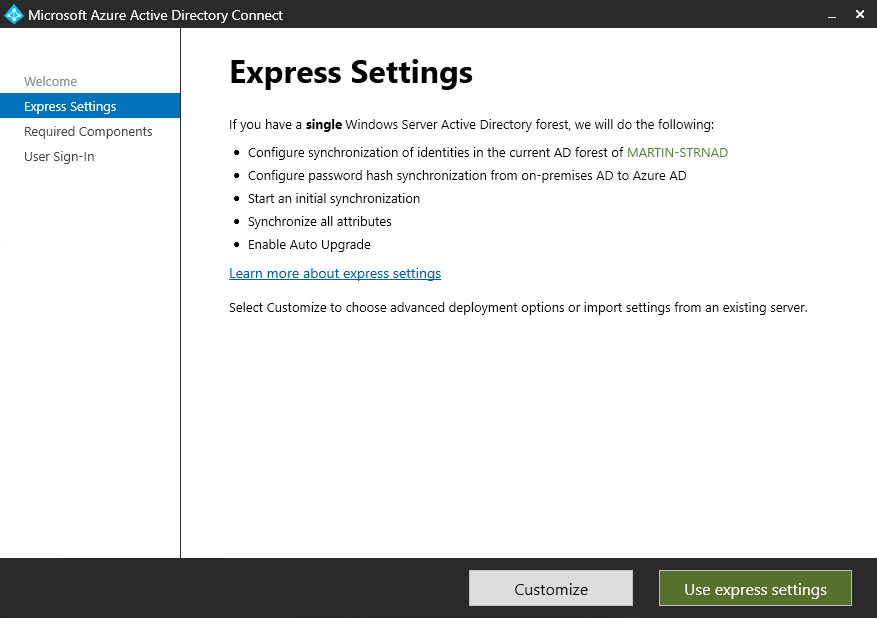 Microsoft Azure Active Directory Connect
Welcome
Express Settings
Required Components
User Sign-In
Express Settings
If you have a single Windows Server Active Directory forest, we will do the following:
• Configure synchronization of identities in the current AD forest of MARTIN-STRNAD
• Configure password hash synchronization from on-premises AD to Azure AD
• Start an initial synchronization
• Synchronize all attributes
• Enable Auto Upgrade
Learn more about express settings
Select Customize to choose advanced deployment options or import settings from an existing server.
Customize
Use express settings